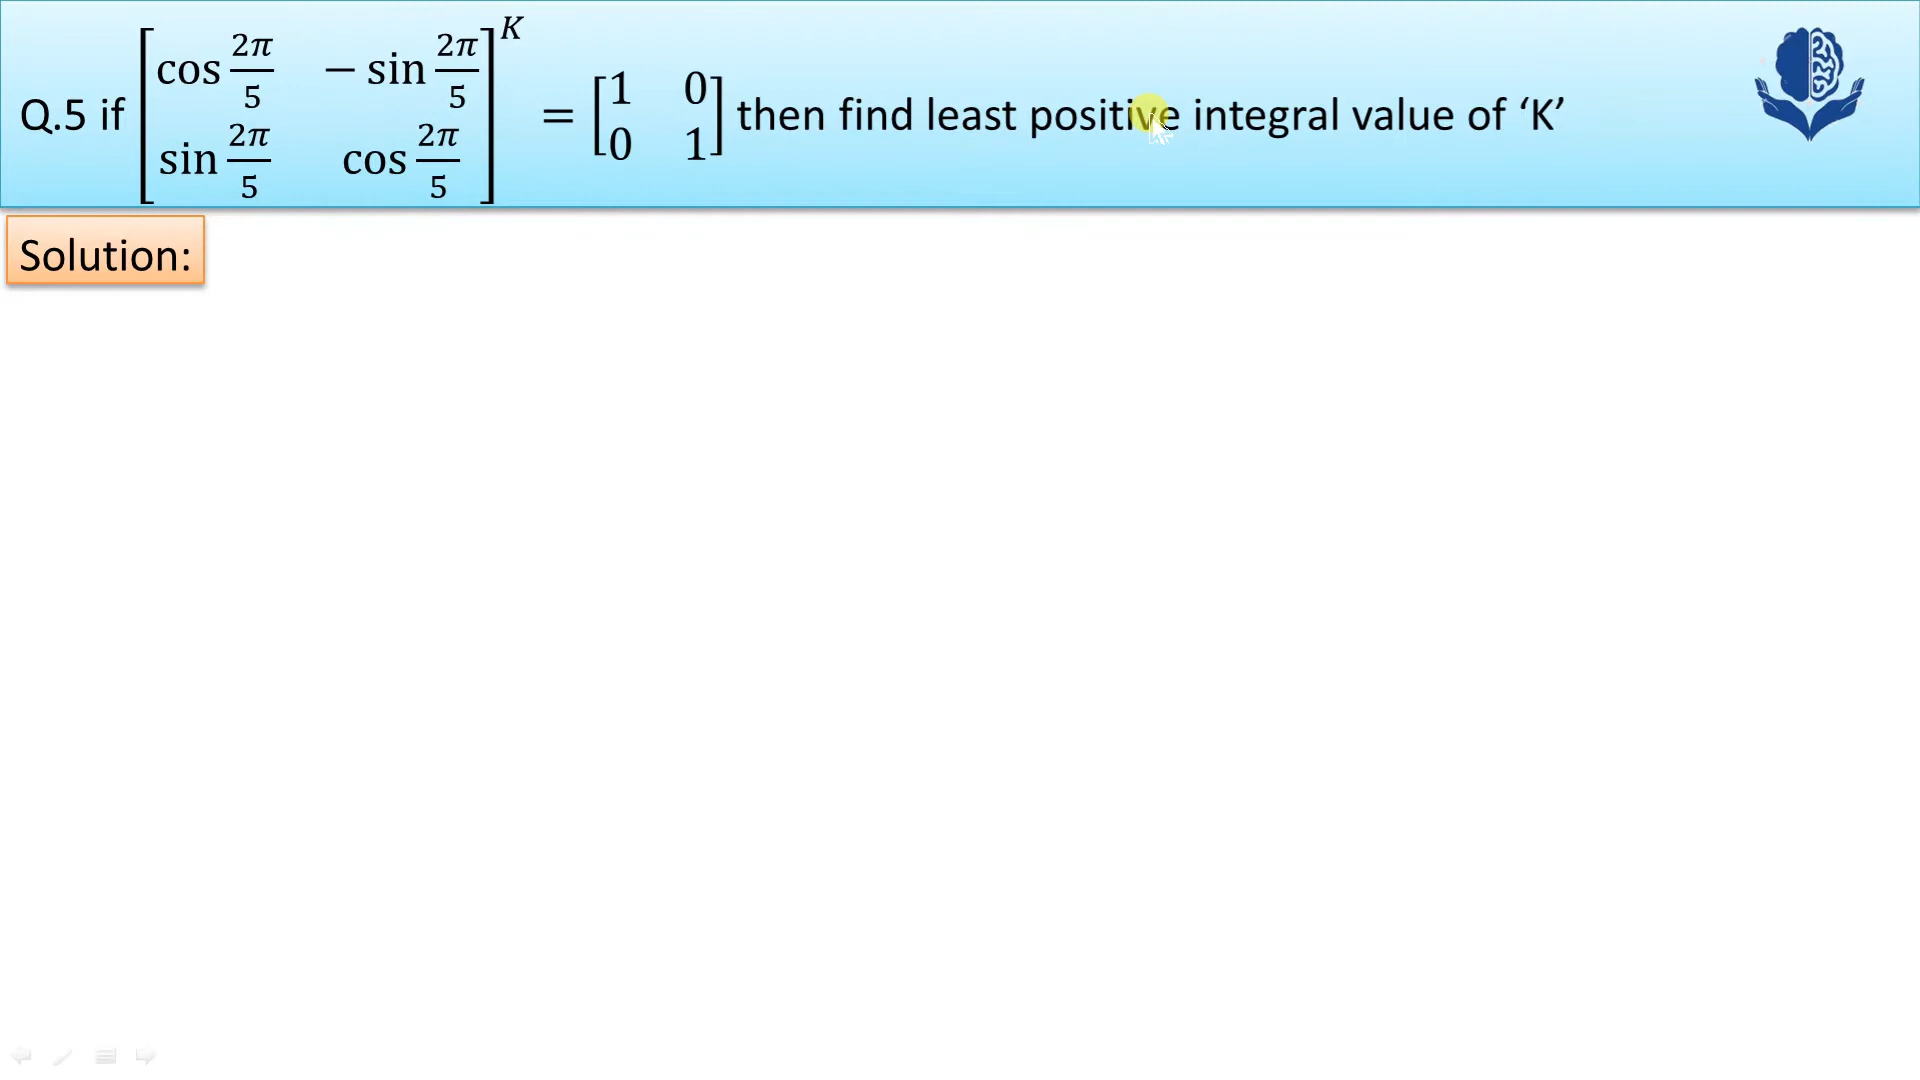 Q.5 if [cos 2π/5 − sin 2π/5 sin 2π/5 cos 2π/5]^K = [1 0 0 1] then find least positive integral value of ‘K’
Solution: